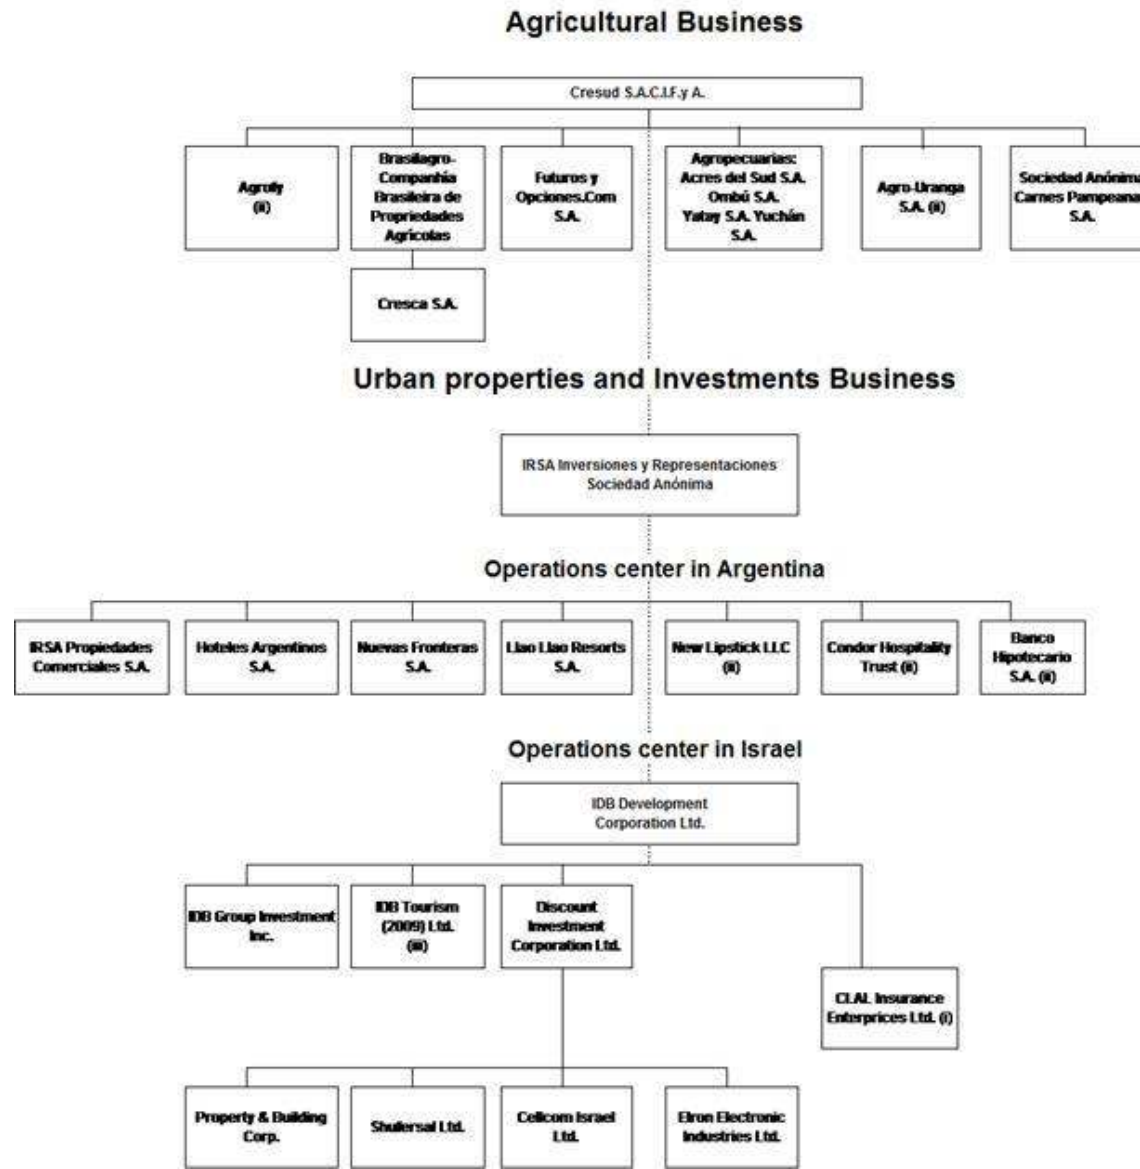 Agricultural Business
Cresud S.A.C.I.F.y A.
Agrofy
(ii)
Brasilagro-
Companhía
Brasileira de
Propriedades
Agrícolas
Futuros y
Opciones.Com
S.A.
Agropecuarias:
Acres del Sud S.A.
Ombú S.A.
Yatay S.A. Yuchán
S.A.
Agro-Uranga
S.A. (ii)
Sociedad Anónima
Carnes Pampeana
S.A.
Cresca S.A.
Urban properties and Investments Business
IRSA Inversiones y Representaciones
Sociedad Anónima
Operations center in Argentina
IRSA Propiedades
Comerciales S.A.
Hoteles Argentinos
S.A.
Nuevas Fronteras
S.A.
Llao Llao Resorts
S.A.
New Lipstick LLC
(ii)
Condor Hospitality
Trust (ii)
Banco
Hipotecario
S.A. (ii)
Operations center in Israel
IDB Development
Corporation Ltd.
IDB Group Investment
Inc.
IDB Tourism
(2009) Ltd.
(iii)
Discount
Investment
Corporation Ltd.
CLAL Insurance
Enterprices Ltd. (i)
Property & Building
Corp.
Shufersal Ltd.
Cellcom Israel
Ltd.
Elron Electronic
Industries Ltd.